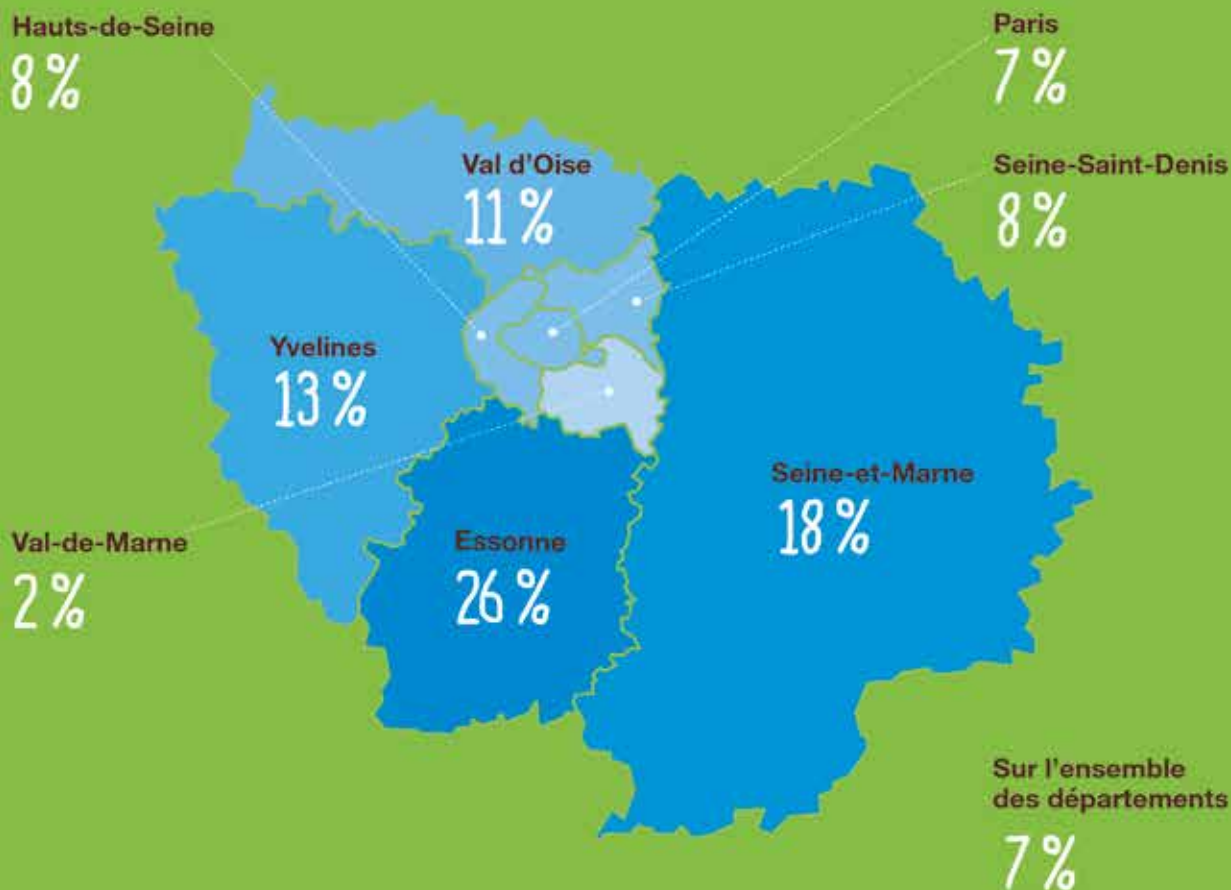 Hauts-de-Seine
8 %
Paris
7 %
Val d'Oise
11 %
Seine-Saint-Denis
8 %
Yvelines
13 %
Seine-et-Marne
18 %
Val-de-Marne
2 %
Essonne
26 %
Sur l'ensemble
des départements
7 %